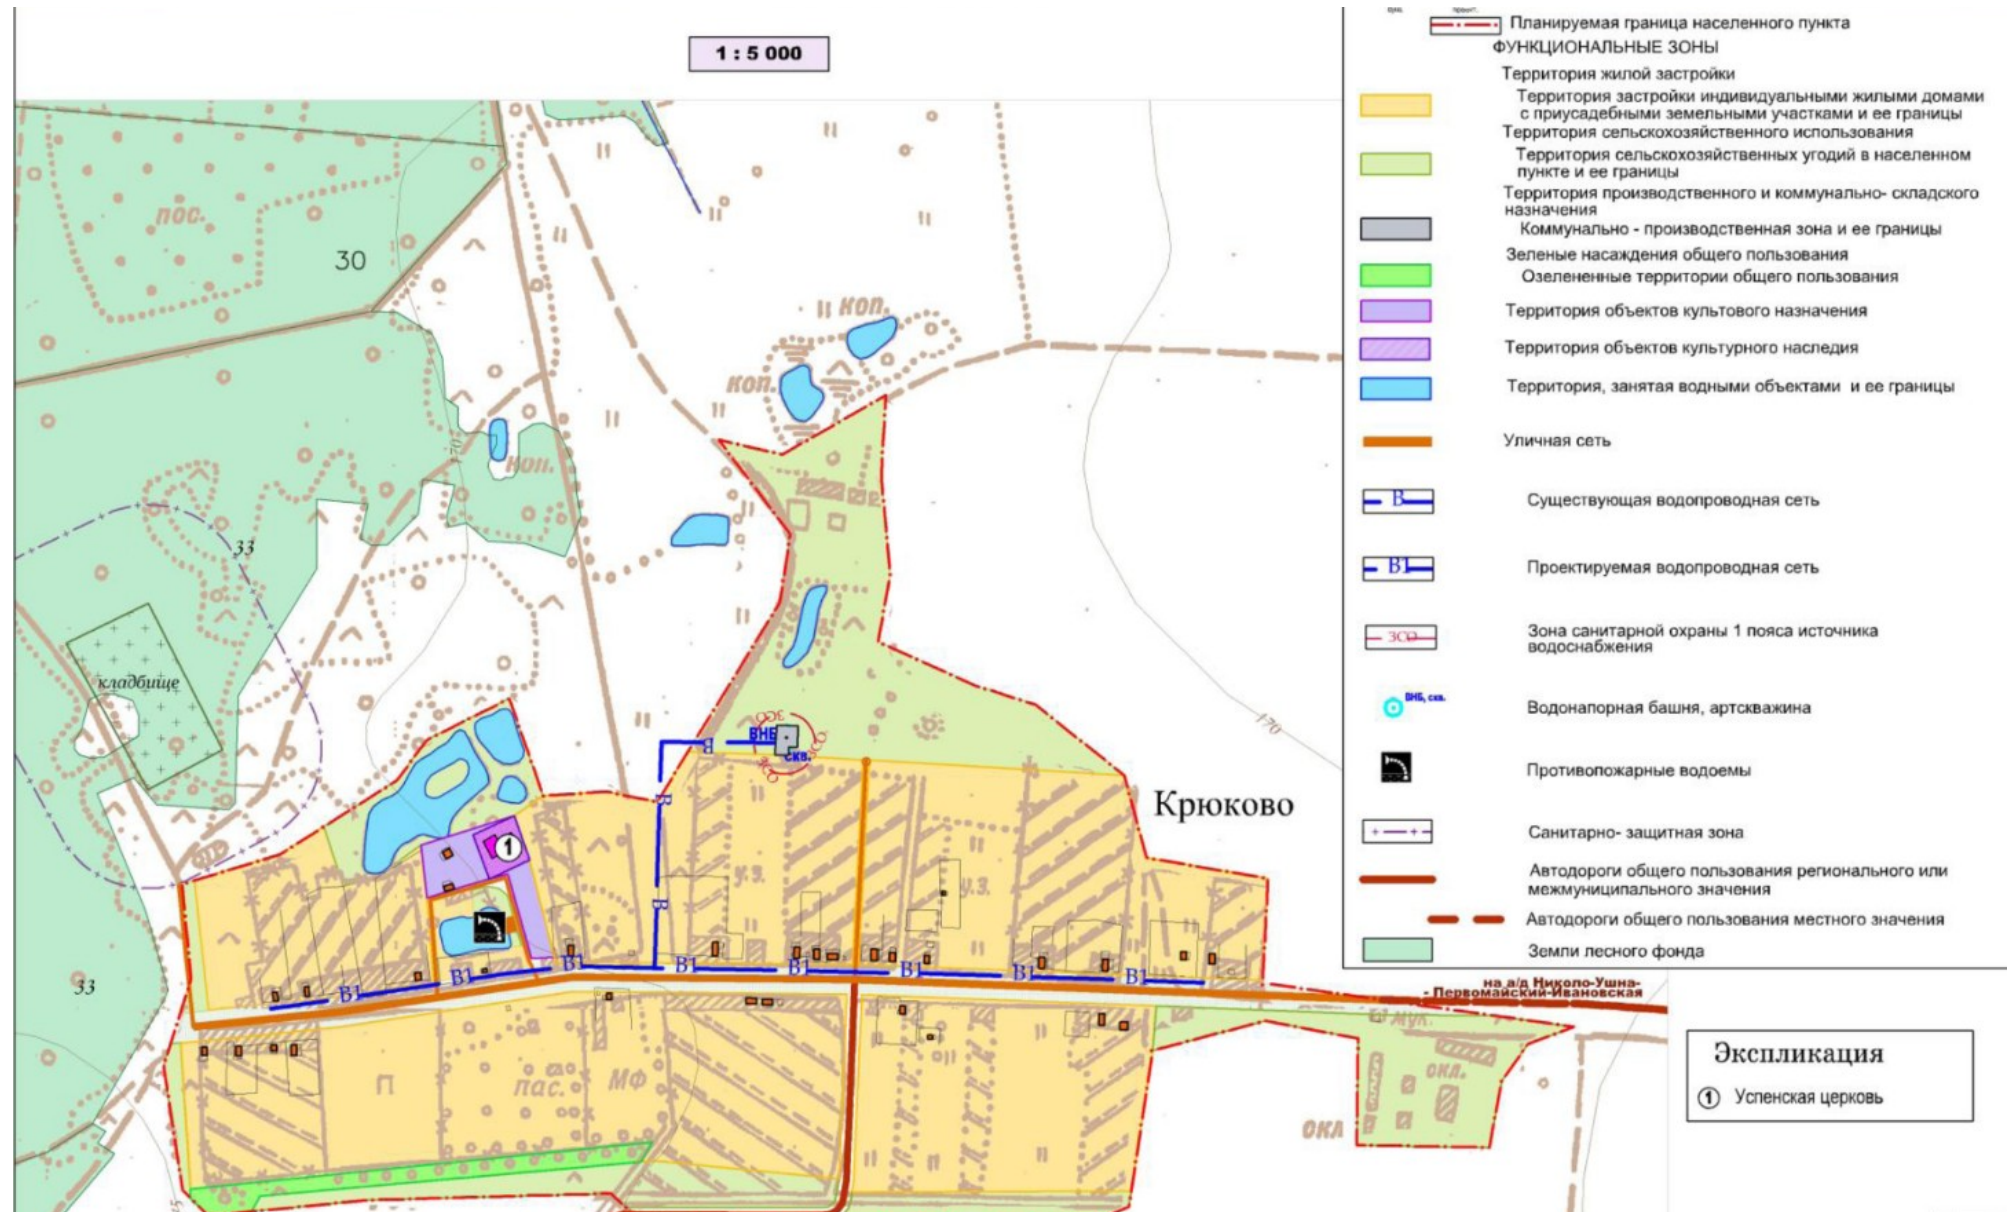 1 : 5 000
Планируемая граница населенного пункта
ФУНКЦИОНАЛЬНЫЕ ЗОНЫ
Территория жилой застройки
Территория застройки индивидуальными жилыми домами
с приусадебными земельными участками и ее границы
Территория сельскохозяйственного использования
Территория сельскохозяйственных угодий в населенном
пункте и ее границы
Территория производственного и коммунально- складского
назначения
Коммунально - производственная зона и ее границы
Зеленые насаждения общего пользования
Озелененные территории общего пользования
Территория объектов культового назначения
Территория объектов культурного наследия
Территория, занятая водными объектами и ее границы
Уличная сеть
В
Существующая водопроводная сеть
В1
Проектируемая водопроводная сеть
ЗСО
Зона санитарной охраны 1 пояса источника
водоснабжения
ВНБ, скв.
Водонапорная башня, артскважина
Противопожарные водоемы
Санитарно- защитная зона
Автодороги общего пользования регионального или
межмуниципального значения
Автодороги общего пользования местного значения
Земли лесного фонда
пос.
30
коп.
коп.
170
коп.
33
кладбище
ЗСО
ВНБ
В
скв.
ЗСО
ЗСО
170
Крюково
В
1
у.э.
у.э.
В
33
В1
В1
В1
В1
В1
В1
В1
В1
на а/д Николо-Ушна-
- Первомайский-Ивановская
мук.
П
пас.
МФ
окл.
окл
Экспликация
1 Успенская церковь